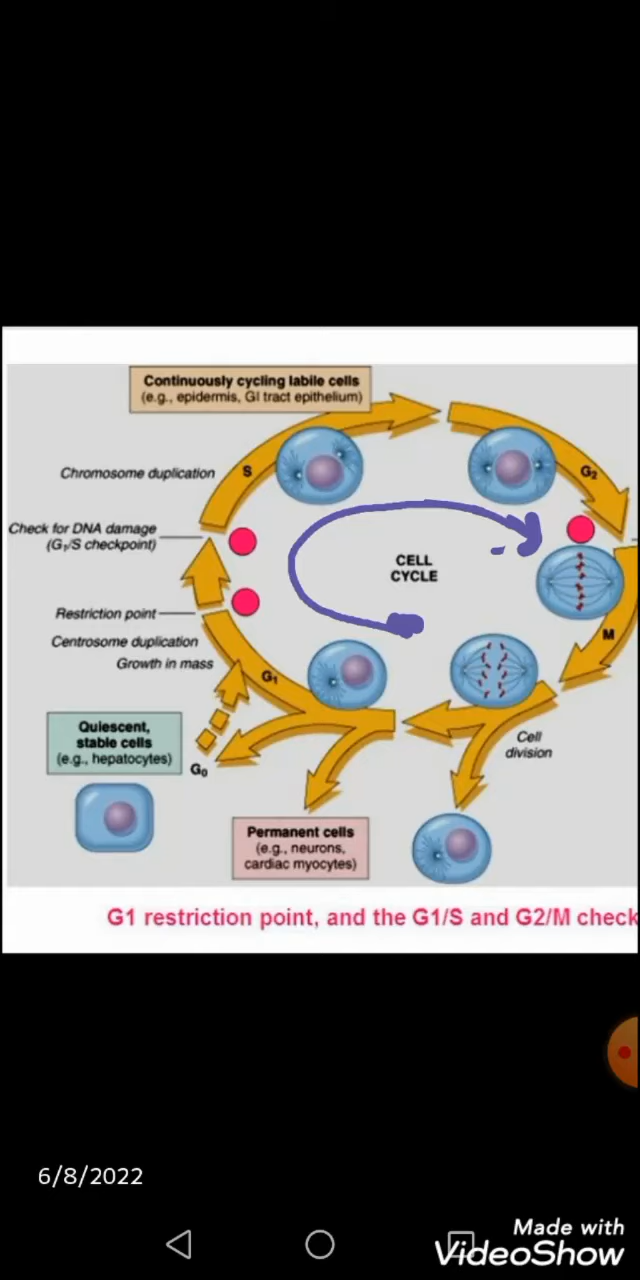 Continuously cycling labile cells
(e.g., epidermis, GI tract epithelium)
S
G₂
Chromosome duplication
Check for DNA damage
(G₁/S checkpoint)
CELL
CYCLE
Restriction point
Centrosome duplication
Growth in mass
M
G₁
Quiescent,
stable cells
(e.g., hepatocytes)
G₀
Cell
division
Permanent cells
(e.g., neurons,
cardiac myocytes)
G1 restriction point, and the G1/S and G2/M check
6/8/2022
Made with
VideoShow